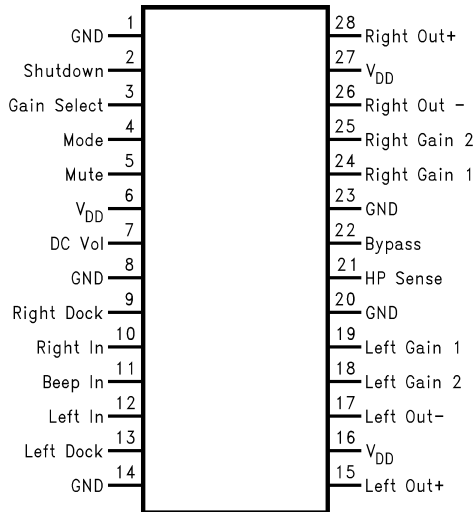 1 28
GND Right Out+
2 27
Shutdown VDD
3 26
Gain Select Right Out -
4 25
Mode Right Gain 2
5 24
Mute Right Gain 1
6 23
VDD GND
7 22
DC Vol Bypass
8 21
GND HP Sense
9 20
Right Dock GND
10 19
Right In Left Gain 1
11 18
Beep In Left Gain 2
12 17
Left In Left Out-
13 16
Left Dock VDD
14 15
GND Left Out+